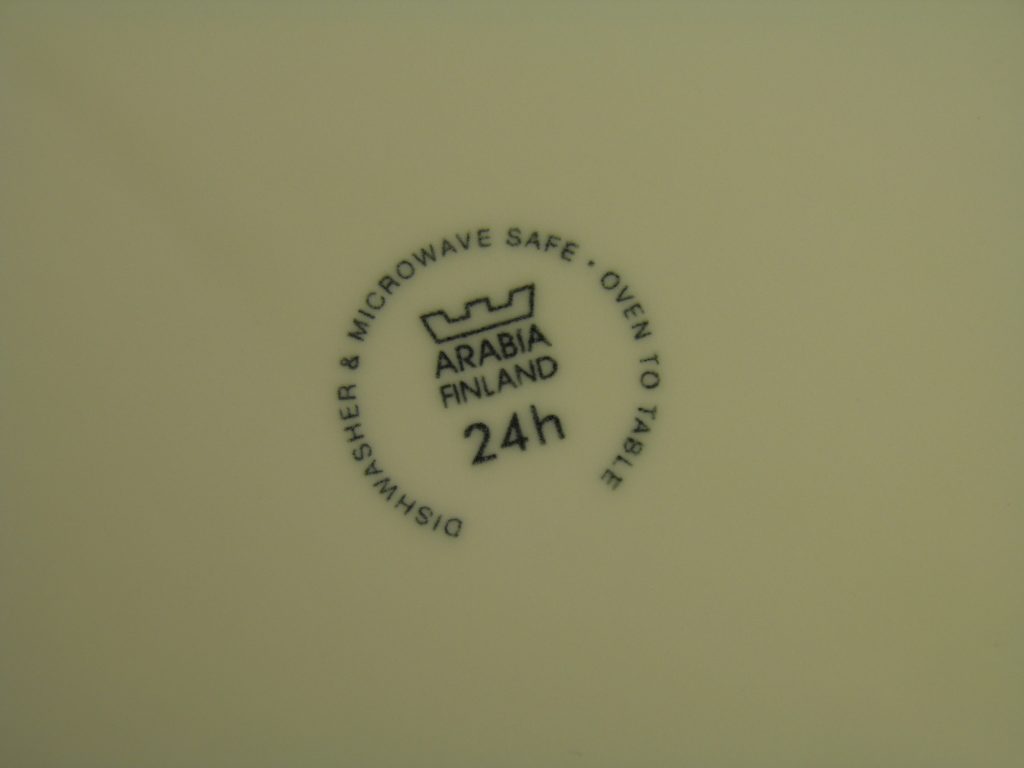 DISHWASHER & MICROWAVE SAFE · OVEN TO TABLE
ARABIA
FINLAND
24h